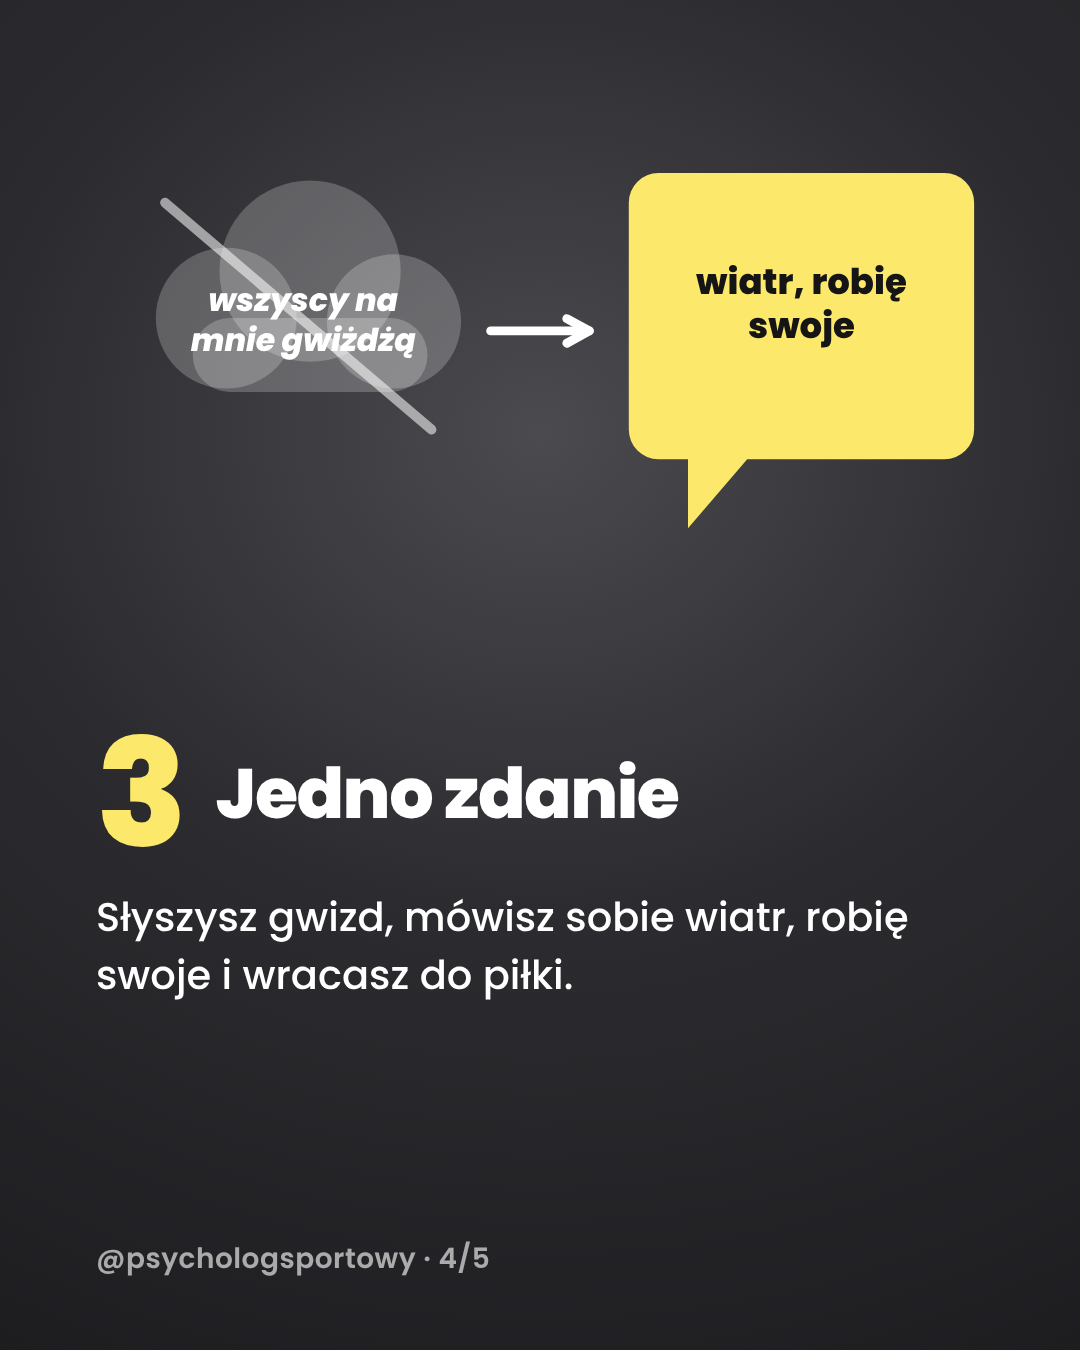 wszyscy na
mnie gwiżdżą
wiatr, robię
swoje
3 Jedno zdanie
Słyszysz gwizd, mówisz sobie wiatr, robię
swoje i wracasz do piłki.
@psychologsportowy · 4/5